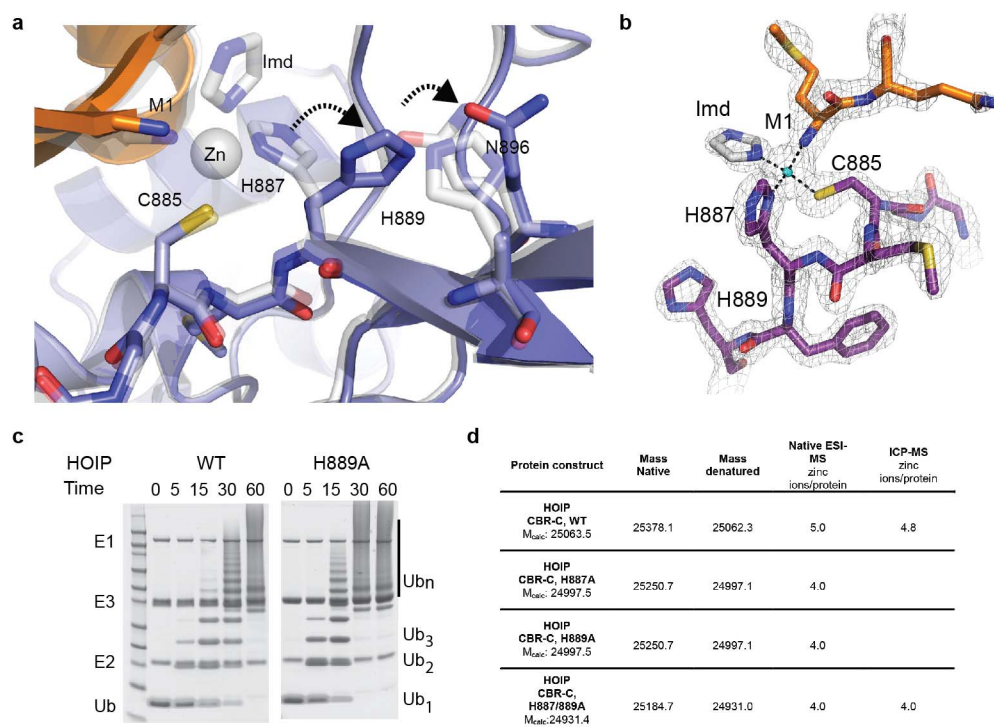 a
Imd
M1
Zn
H887
N896
C885
H889
b
Imd
M1
C885
H887
H889
c
HOIP WT H889A
Time 0 5 15 30 60 0 5 15 30 60
E1
Ubn
E3
Ub3
E2 Ub2
Ub Ub1
d
Protein construct Mass Native Mass denatured Native ESI-MS zinc ions/protein ICP-MS zinc ions/protein
HOIP
CBR-C, WT
Mcalc: 25063.5 25378.1 25062.3 5.0 4.8
HOIP
CBR-C, H887A
Mcalc: 24997.5 25250.7 24997.1 4.0
HOIP
CBR-C, H889A
Mcalc: 24997.5 25250.7 24997.1 4.0
HOIP
CBR-C,
H887/889A
Mcalc:24931.4 25184.7 24931.0 4.0 4.0